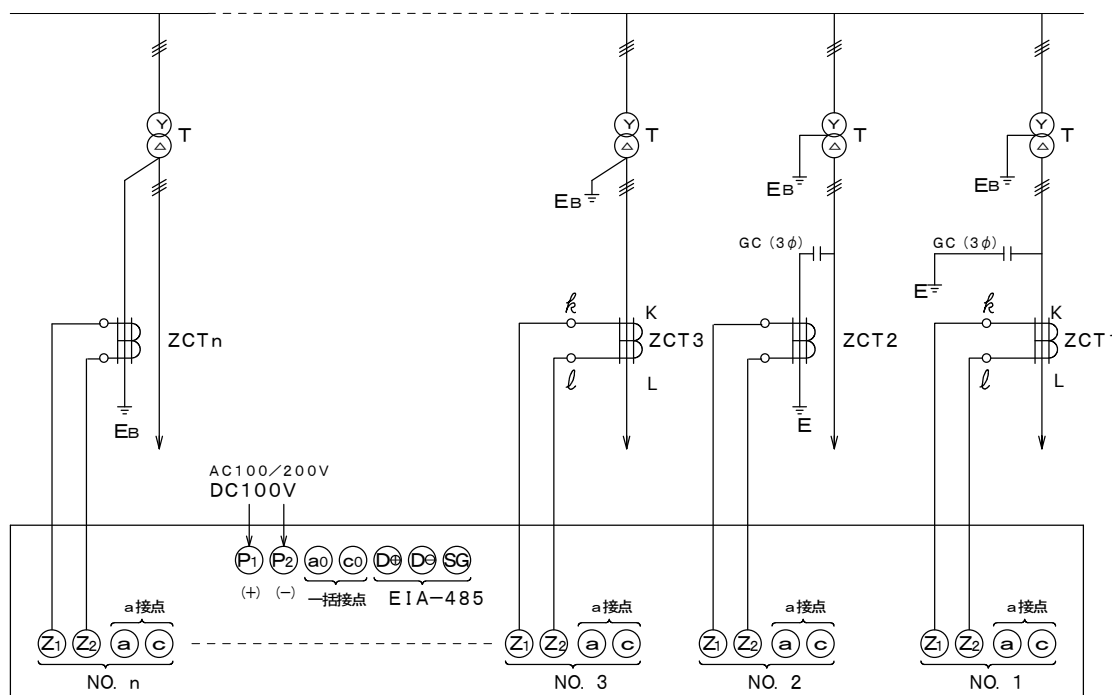 Y
△
T
Y
△
T
Y
△
T
Y
△
T
EB
EB
EB
GC (3φ)
GC (3φ)
E
k
K
k
K
ZCTn
ZCT3
ZCT2
ZCT1
l
L
l
L
EB
E
AC100/200V
DC100V
P1 P2 a0 c0 D⊕ D⊖ SG
(+) (−) 一括接点 EIA−485
a接点 a接点 a接点 a接点
Z1 Z2 a c Z1 Z2 a c Z1 Z2 a c Z1 Z2 a c
NO. n NO. 3 NO. 2 NO. 1